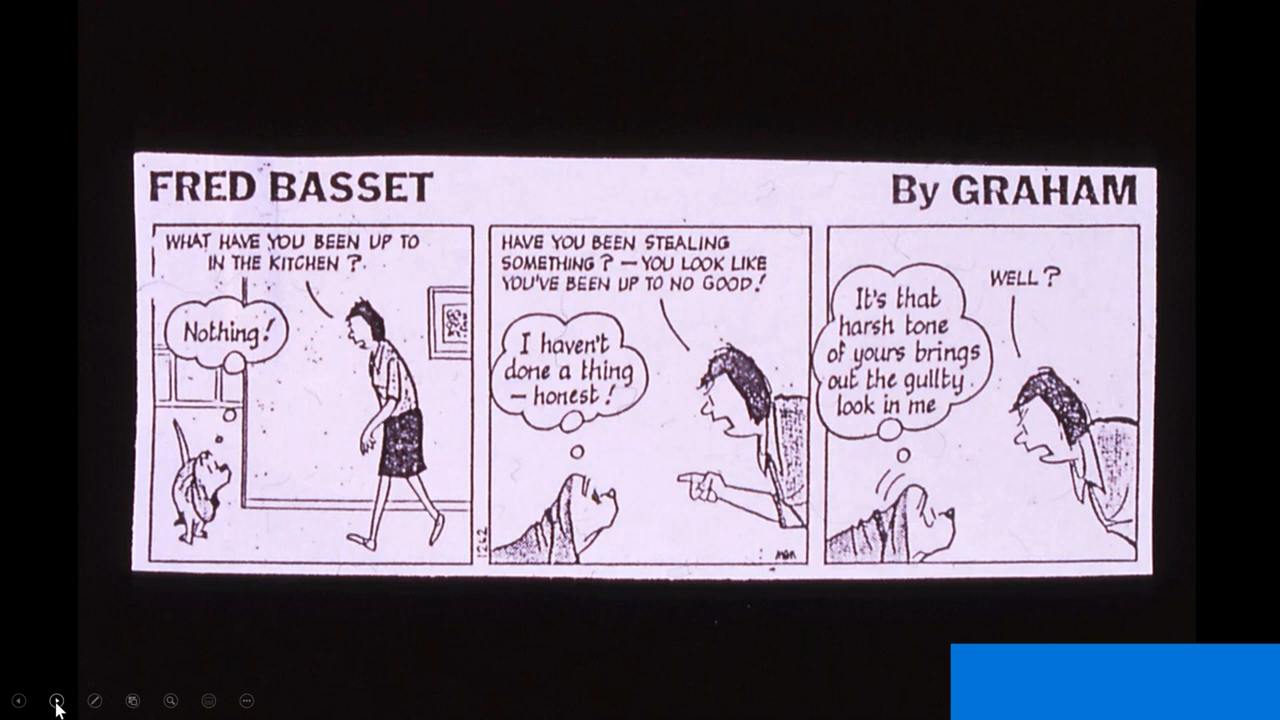 FRED BASSET
By GRAHAM
WHAT HAVE YOU BEEN UP TO
IN THE KITCHEN?
Nothing!
HAVE YOU BEEN STEALING
SOMETHING? — YOU LOOK LIKE
YOU'VE BEEN UP TO NO GOOD!
I haven't
done a thing
— honest!
1262
WELL?
It's that
harsh tone
of yours brings
out the guilty
look in me